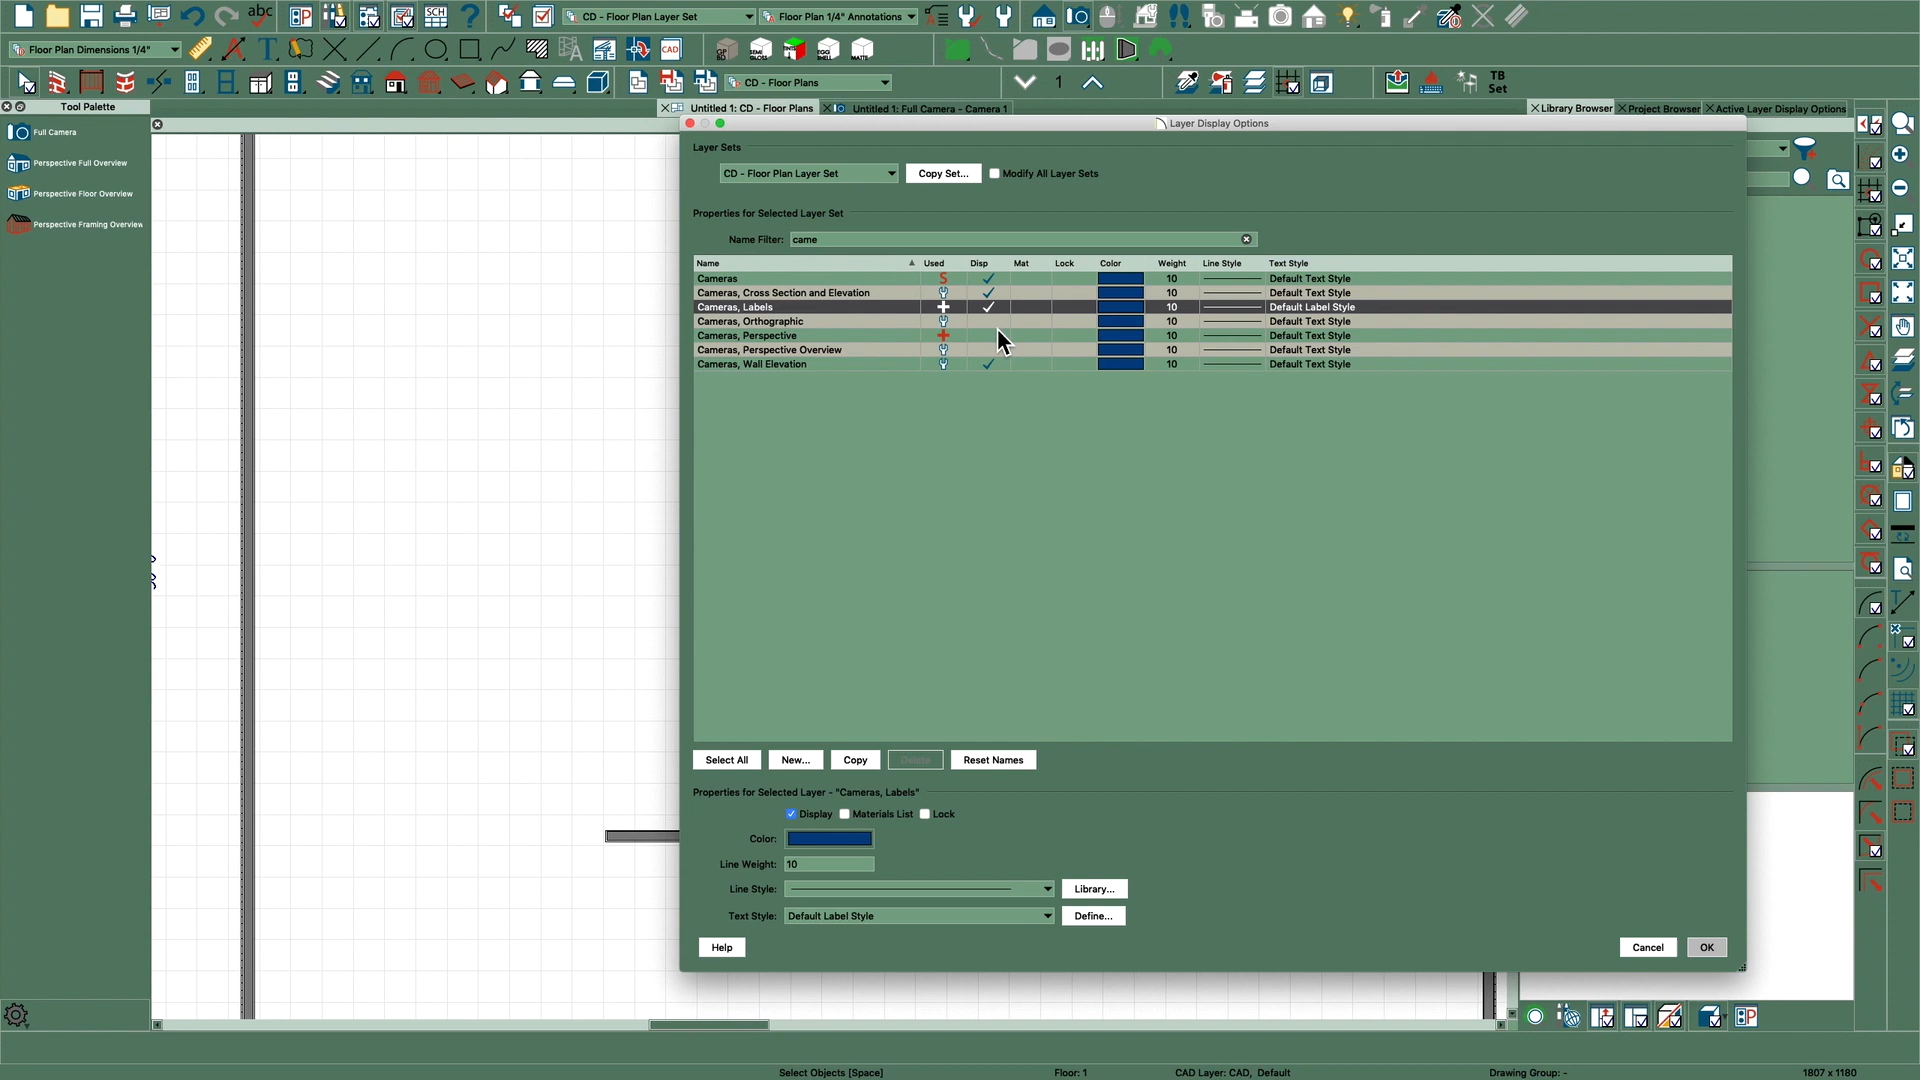 abc
SCH
CD - Floor Plan Layer Set
Floor Plan 1/4" Annotations
Floor Plan Dimensions 1/4"
CAD
CD - Floor Plans
1
TB
Set
Tool Palette
Untitled 1: CD - Floor Plans
Untitled 1: Full Camera - Camera 1
Library Browser
Project Browser
Active Layer Display Options
Full Camera
Perspective Full Overview
Perspective Floor Overview
Perspective Framing Overview
Layer Display Options
Layer Sets
CD - Floor Plan Layer Set
Copy Set...
Modify All Layer Sets
Properties for Selected Layer Set
Name Filter: came
Name Used Disp Mat Lock Color Weight Line Style Text Style
Cameras S 10 Default Text Style
Cameras, Cross Section and Elevation 10 Default Text Style
Cameras, Labels 10 Default Label Style
Cameras, Orthographic 10 Default Text Style
Cameras, Perspective 10 Default Text Style
Cameras, Perspective Overview 10 Default Text Style
Cameras, Wall Elevation 10 Default Text Style
Select All New... Copy Delete Reset Names
Properties for Selected Layer - "Cameras, Labels"
Display Materials List Lock
Color:
Line Weight: 10
Line Style: Library...
Text Style: Default Label Style Define...
Help Cancel OK
Select Objects [Space] Floor: 1 CAD Layer: CAD, Default Drawing Group: - 1807 x 1180